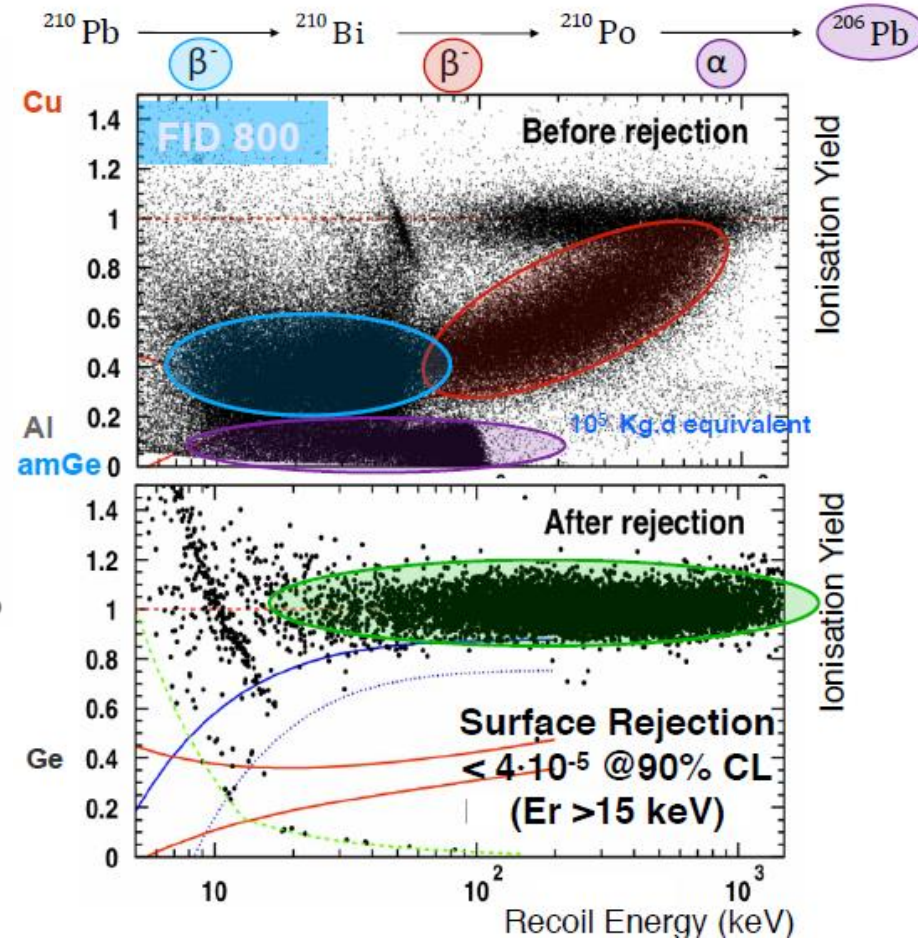 ²¹⁰Pb ²¹⁰Bi ²¹⁰Po ²⁰⁶Pb
β⁻ β⁻ α
Cu
FID 800
Before rejection
Ionisation Yield
1.4
1.2
1
0.8
0.6
0.4
0.2
0
Al
amGe
10⁵ Kg.d equivalent
After rejection
Ionisation Yield
1.4
1.2
1
0.8
0.6
0.4
0.2
0
Ge
Surface Rejection
< 4·10⁻⁵ @90% CL
(Er >15 keV)
10 10² 10³
Recoil Energy (keV)